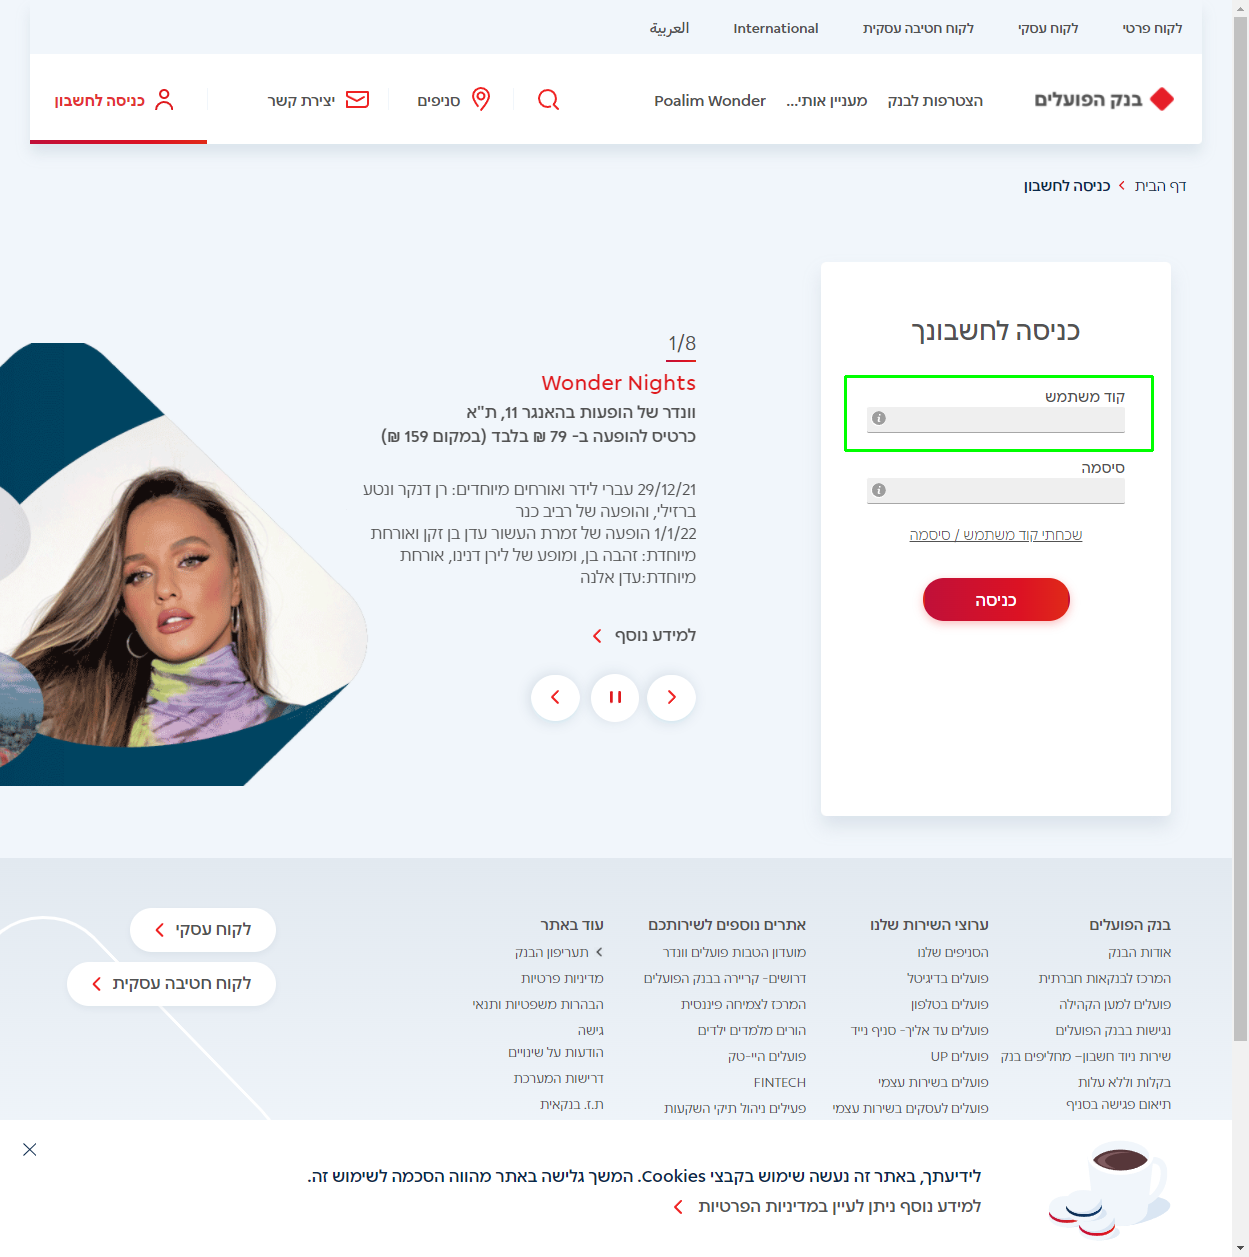 לקוח פרטי
לקוח עסקי
לקוח חטיבה עסקית
International
العربية
בנק הפועלים
הצטרפות לבנק
מעניין אותי...
Poalim Wonder
סניפים
יצירת קשר
כניסה לחשבון
דף הבית
כניסה לחשבון
כניסה לחשבונך
קוד משתמש
סיסמה
שכחתי קוד משתמש / סיסמה
כניסה
1/8
Wonder Nights
וונדר של הופעות בהאנגר 11, ת"א
כרטיס להופעה ב- 79 ₪ בלבד (במקום 159 ₪)
29/12/21 עברי לידר ואורחים מיוחדים: רן דנקר ונטע
ברזילי, והופעה של רביב כנר
1/1/22 הופעה של זמרת העשור עדן בן זקן ואורחת
מיוחדת: זהבה בן, ומופע של לירן דנינו, אורחת
מיוחדת:עדן אלנה
למידע נוסף
בנק הפועלים
אודות הבנק
המרכז לבנקאות חברתית
פועלים למען הקהילה
נגישות בבנק הפועלים
שירות ניוד חשבון– מחליפים בנק
בקלות וללא עלות
תיאום פגישה בסניף
ערוצי השירות שלנו
הסניפים שלנו
פועלים בדיגיטל
פועלים בטלפון
פועלים עד אליך- סניף נייד
פועלים UP
פועלים בשירות עצמי
פועלים לעסקים בשירות עצמי
אתרים נוספים לשירותכם
מועדון הטבות פועלים וונדר
דרושים- קריירה בבנק הפועלים
המרכז לצמיחה פיננסית
הורים מלמדים ילדים
פועלים היי-טק
FINTECH
פעילים ניהול תיקי השקעות
עוד באתר
תעריפון הבנק
מדיניות פרטיות
הבהרות משפטיות ותנאי
גישה
הודעות על שינויים
דרישות המערכת
ת.ז. בנקאית
לקוח עסקי
לקוח חטיבה עסקית
לידיעתך, באתר זה נעשה שימוש בקבצי Cookies. המשך גלישה באתר מהווה הסכמה לשימוש זה.
למידע נוסף ניתן לעיין במדיניות הפרטיות